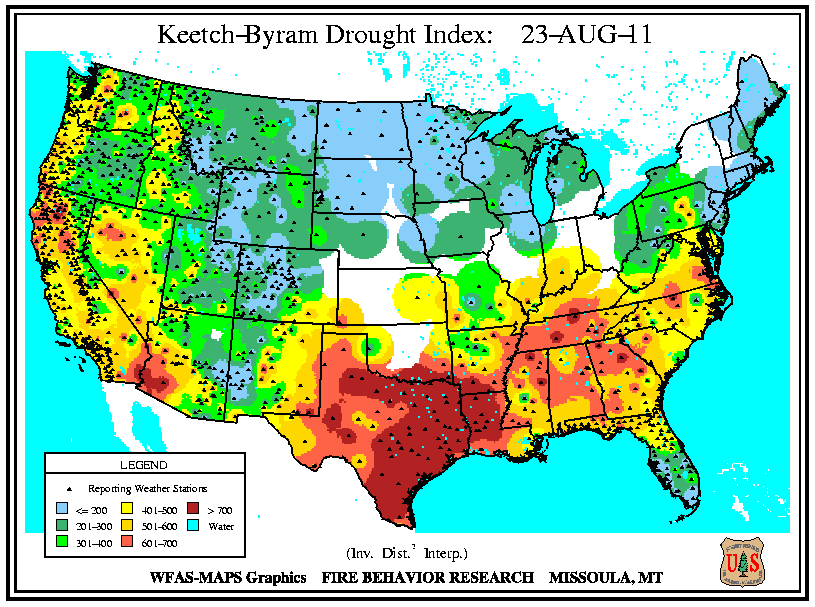 Keetch-Byram Drought Index: 23-AUG-11
LEGEND
Reporting Weather Stations
<= 200 401-500 > 700
201-300 501-600 Water
301-400 601-700
(Inv. Dist.² Interp.)
WFAS-MAPS Graphics FIRE BEHAVIOR RESEARCH MISSOULA, MT
U S